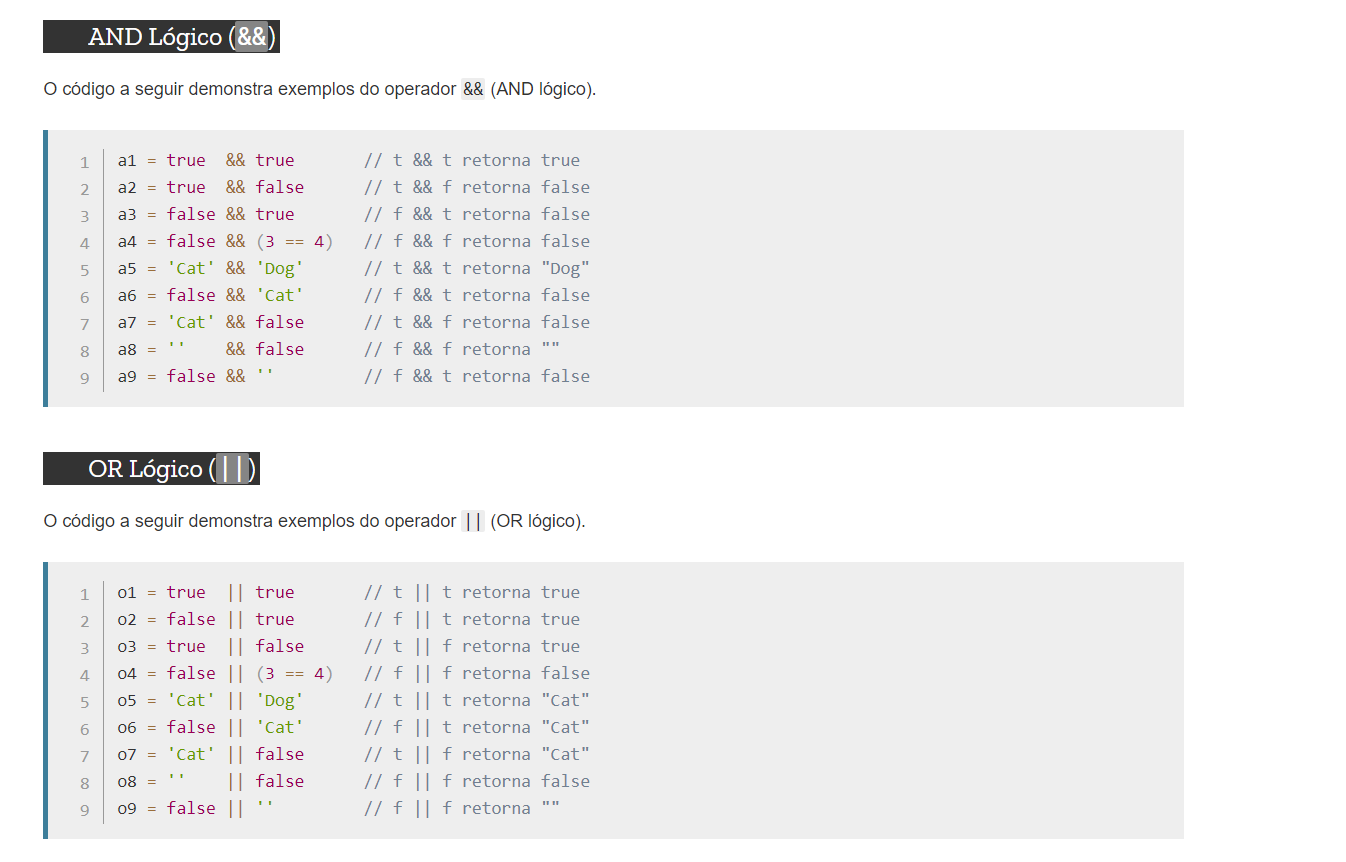 AND Lógico (&&)
O código a seguir demonstra exemplos do operador && (AND lógico).
1 a1 = true  && true       // t && t retorna true
2 a2 = true  && false      // t && f retorna false
3 a3 = false && true       // f && t retorna false
4 a4 = false && (3 == 4)   // f && f retorna false
5 a5 = 'Cat' && 'Dog'      // t && t retorna "Dog"
6 a6 = false && 'Cat'      // f && t retorna false
7 a7 = 'Cat' && false      // t && f retorna false
8 a8 = ''    && false      // f && f retorna ""
9 a9 = false && ''         // f && t retorna false
OR Lógico (||)
O código a seguir demonstra exemplos do operador || (OR lógico).
1 o1 = true  || true       // t || t retorna true
2 o2 = false || true       // f || t retorna true
3 o3 = true  || false      // t || f retorna true
4 o4 = false || (3 == 4)   // f || f retorna false
5 o5 = 'Cat' || 'Dog'      // t || t retorna "Cat"
6 o6 = false || 'Cat'      // f || t retorna "Cat"
7 o7 = 'Cat' || false      // t || f retorna "Cat"
8 o8 = ''    || false      // f || f retorna false
9 o9 = false || ''         // f || f retorna ""